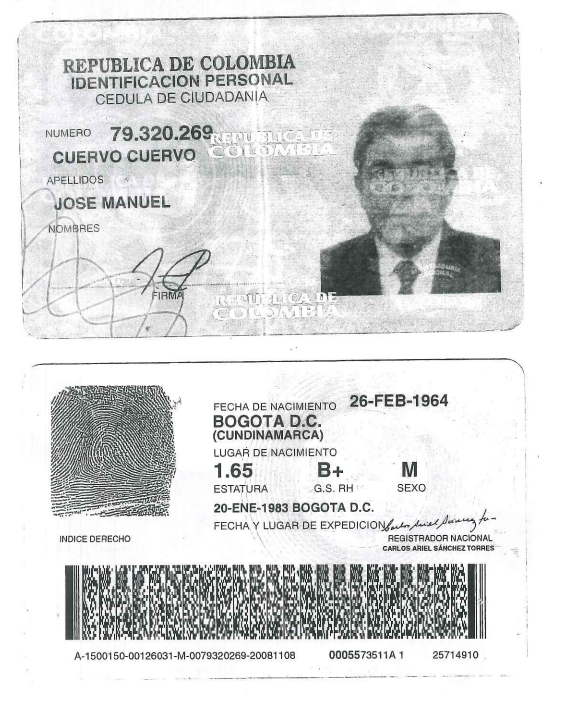 COLOMBIA COLOMBIA
REPUBLICA DE COLOMBIA
IDENTIFICACION PERSONAL
CEDULA DE CIUDADANIA
NUMERO 79.320.269
REPUBLICA DE
COLOMBIA
CUERVO CUERVO
APELLIDOS
JOSE MANUEL
NOMBRES
FIRMA
REPUBLICA DE
COLOMBIA
FECHA DE NACIMIENTO 26-FEB-1964
BOGOTA D.C.
(CUNDINAMARCA)
LUGAR DE NACIMIENTO
1.65 B+ M
ESTATURA G.S. RH SEXO
20-ENE-1983 BOGOTA D.C.
FECHA Y LUGAR DE EXPEDICION
INDICE DERECHO
REGISTRADOR NACIONAL
CARLOS ARIEL SÁNCHEZ TORRES
A-1500150-00126031-M-0079320269-20081108 0005573511A 1 25714910